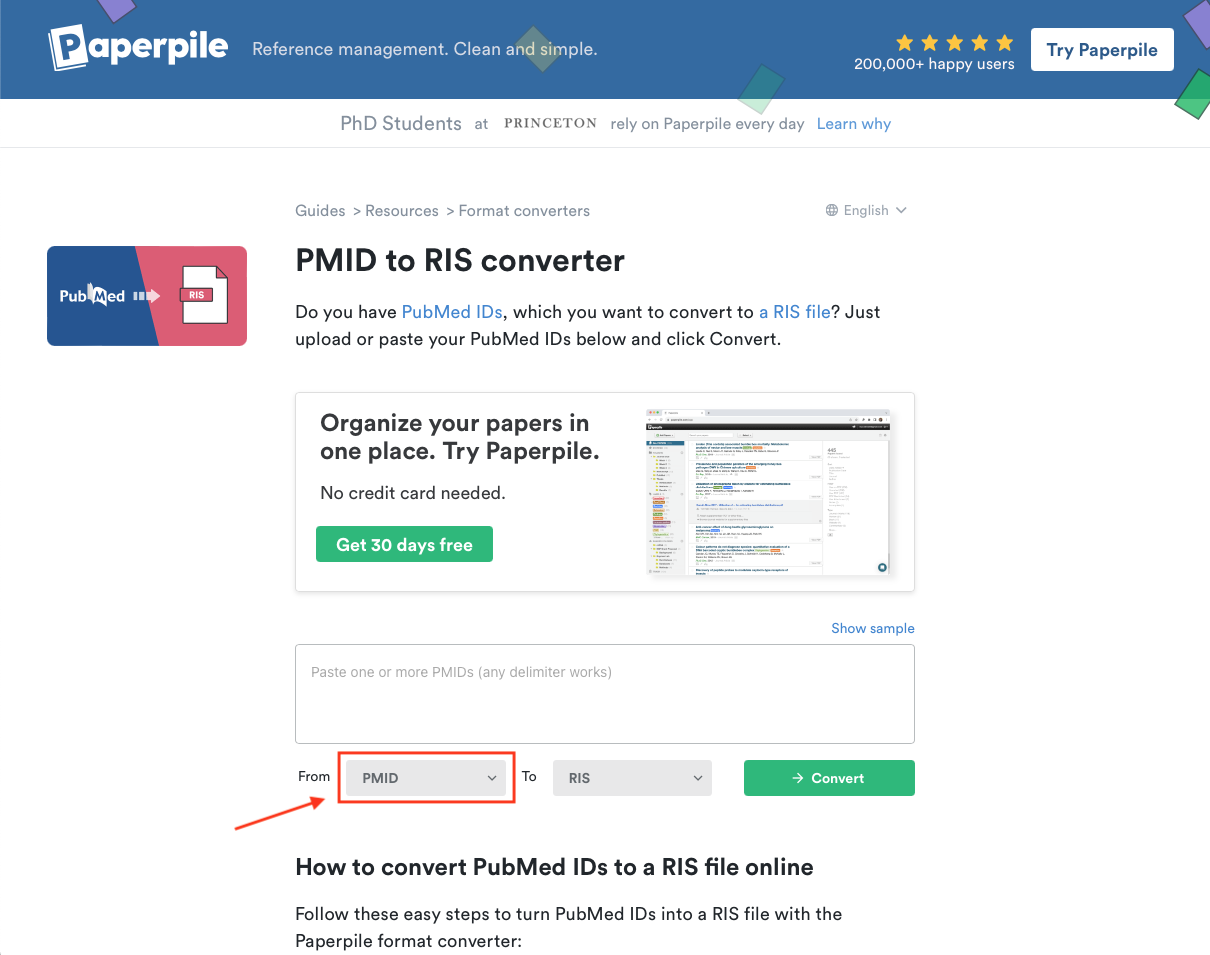 Paperpile
Reference management. Clean and simple.
200,000+ happy users
Try Paperpile
PhD Students at PRINCETON rely on Paperpile every day Learn why
Guides > Resources > Format converters
English
PubMed
RIS
PMID to RIS converter
Do you have PubMed IDs, which you want to convert to a RIS file? Just
upload or paste your PubMed IDs below and click Convert.
Organize your papers in
one place. Try Paperpile.
No credit card needed.
Get 30 days free
Show sample
Paste one or more PMIDs (any delimiter works)
From PMID To RIS → Convert
How to convert PubMed IDs to a RIS file online
Follow these easy steps to turn PubMed IDs into a RIS file with the
Paperpile format converter: